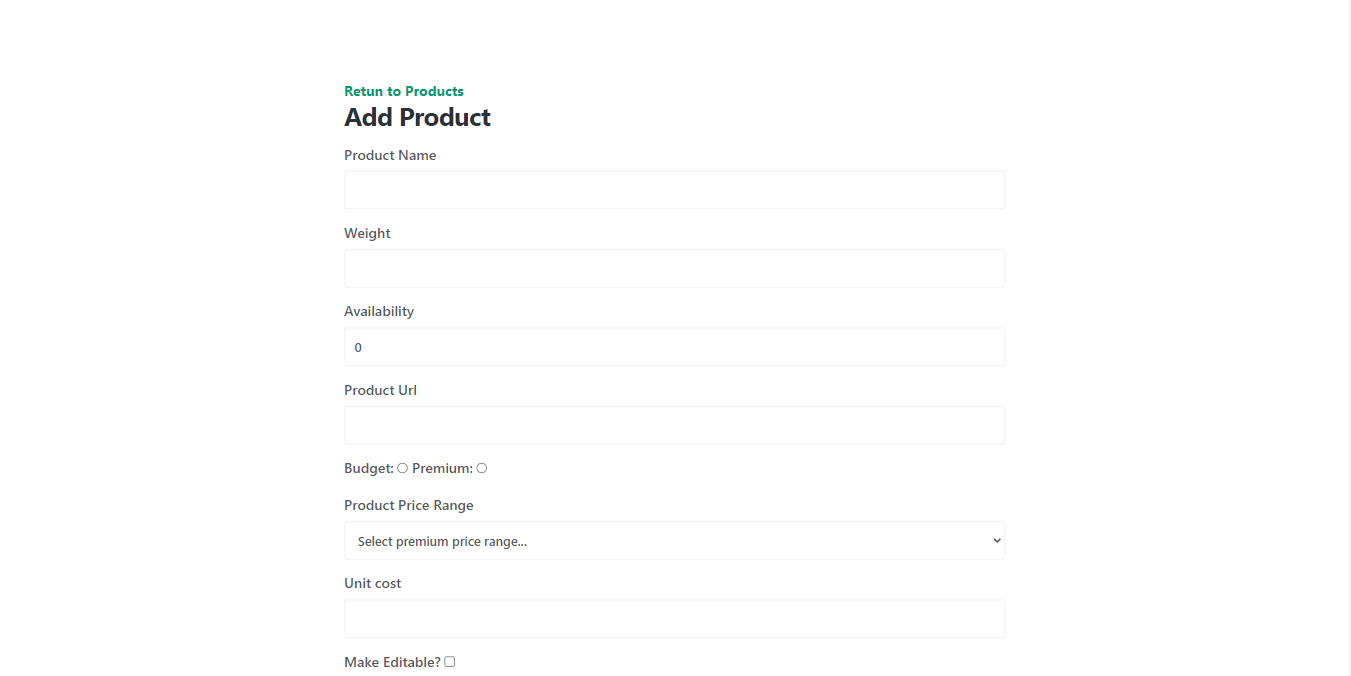 Retun to Products
Add Product
Product Name
Weight
Availability
0
Product Url
Budget: Premium:
Product Price Range
Select premium price range...
Unit cost
Make Editable?